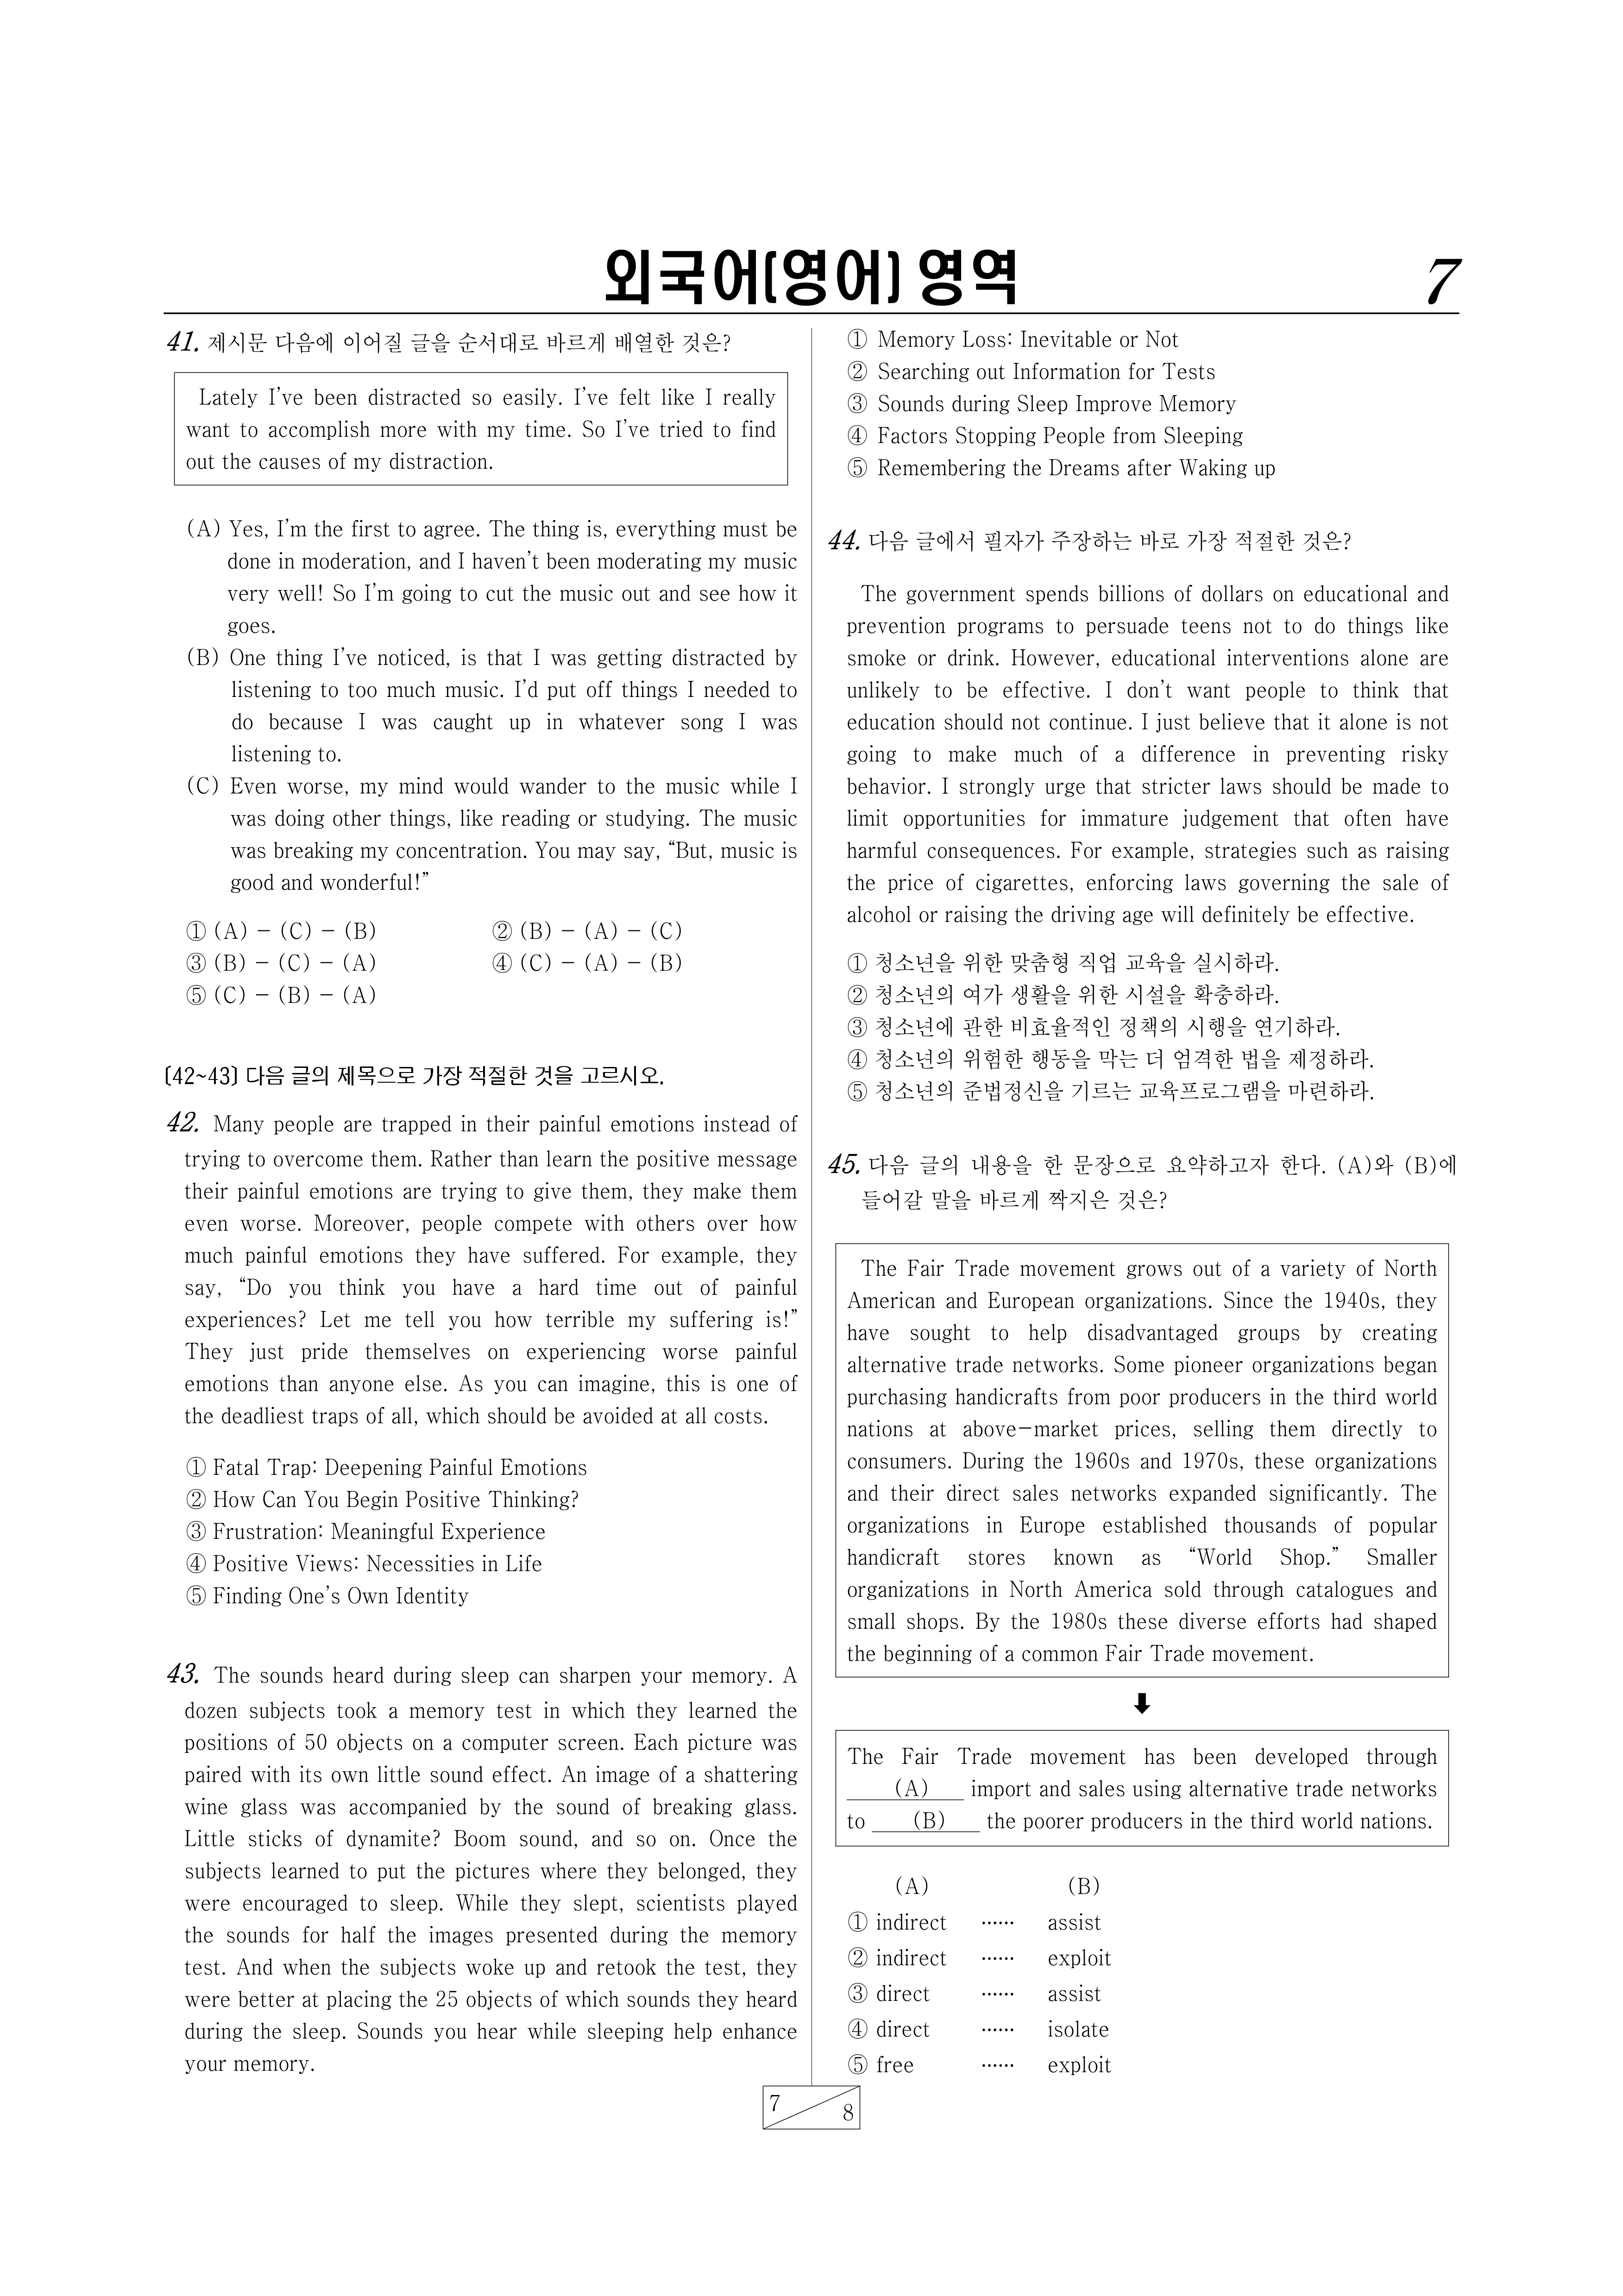 외국어(영어) 영역
7
41. 제시문 다음에 이어질 글을 순서대로 바르게 배열한 것은?
Lately I've been distracted so easily. I've felt like I really
want to accomplish more with my time. So I've tried to find
out the causes of my distraction.
(A) Yes, I'm the first to agree. The thing is, everything must be
done in moderation, and I haven't been moderating my music
very well! So I'm going to cut the music out and see how it
goes.
(B) One thing I've noticed, is that I was getting distracted by
listening to too much music. I'd put off things I needed to
do because I was caught up in whatever song I was
listening to.
(C) Even worse, my mind would wander to the music while I
was doing other things, like reading or studying. The music
was breaking my concentration. You may say, “But, music is
good and wonderful!”
① (A) - (C) - (B) ② (B) - (A) - (C)
③ (B) - (C) - (A) ④ (C) - (A) - (B)
⑤ (C) - (B) - (A)
[42~43] 다음 글의 제목으로 가장 적절한 것을 고르시오.
42. Many people are trapped in their painful emotions instead of
trying to overcome them. Rather than learn the positive message
their painful emotions are trying to give them, they make them
even worse. Moreover, people compete with others over how
much painful emotions they have suffered. For example, they
say, “Do you think you have a hard time out of painful
experiences? Let me tell you how terrible my suffering is!”
They just pride themselves on experiencing worse painful
emotions than anyone else. As you can imagine, this is one of
the deadliest traps of all, which should be avoided at all costs.
① Fatal Trap: Deepening Painful Emotions
② How Can You Begin Positive Thinking?
③ Frustration: Meaningful Experience
④ Positive Views: Necessities in Life
⑤ Finding One's Own Identity
43. The sounds heard during sleep can sharpen your memory. A
dozen subjects took a memory test in which they learned the
positions of 50 objects on a computer screen. Each picture was
paired with its own little sound effect. An image of a shattering
wine glass was accompanied by the sound of breaking glass.
Little sticks of dynamite? Boom sound, and so on. Once the
subjects learned to put the pictures where they belonged, they
were encouraged to sleep. While they slept, scientists played
the sounds for half the images presented during the memory
test. And when the subjects woke up and retook the test, they
were better at placing the 25 objects of which sounds they heard
during the sleep. Sounds you hear while sleeping help enhance
your memory.
① Memory Loss: Inevitable or Not
② Searching out Information for Tests
③ Sounds during Sleep Improve Memory
④ Factors Stopping People from Sleeping
⑤ Remembering the Dreams after Waking up
44. 다음 글에서 필자가 주장하는 바로 가장 적절한 것은?
The government spends billions of dollars on educational and
prevention programs to persuade teens not to do things like
smoke or drink. However, educational interventions alone are
unlikely to be effective. I don't want people to think that
education should not continue. I just believe that it alone is not
going to make much of a difference in preventing risky
behavior. I strongly urge that stricter laws should be made to
limit opportunities for immature judgement that often have
harmful consequences. For example, strategies such as raising
the price of cigarettes, enforcing laws governing the sale of
alcohol or raising the driving age will definitely be effective.
① 청소년을 위한 맞춤형 직업 교육을 실시하라.
② 청소년의 여가 생활을 위한 시설을 확충하라.
③ 청소년에 관한 비효율적인 정책의 시행을 연기하라.
④ 청소년의 위험한 행동을 막는 더 엄격한 법을 제정하라.
⑤ 청소년의 준법정신을 기르는 교육프로그램을 마련하라.
45. 다음 글의 내용을 한 문장으로 요약하고자 한다. (A)와 (B)에
들어갈 말을 바르게 짝지은 것은?
The Fair Trade movement grows out of a variety of North
American and European organizations. Since the 1940s, they
have sought to help disadvantaged groups by creating
alternative trade networks. Some pioneer organizations began
purchasing handicrafts from poor producers in the third world
nations at above-market prices, selling them directly to
consumers. During the 1960s and 1970s, these organizations
and their direct sales networks expanded significantly. The
organizations in Europe established thousands of popular
handicraft stores known as “World Shop.” Smaller
organizations in North America sold through catalogues and
small shops. By the 1980s these diverse efforts had shaped
the beginning of a common Fair Trade movement.
The Fair Trade movement has been developed through
(A) import and sales using alternative trade networks
to (B) the poorer producers in the third world nations.
(A) (B)
① indirect …… assist
② indirect …… exploit
③ direct …… assist
④ direct …… isolate
⑤ free …… exploit
7
8